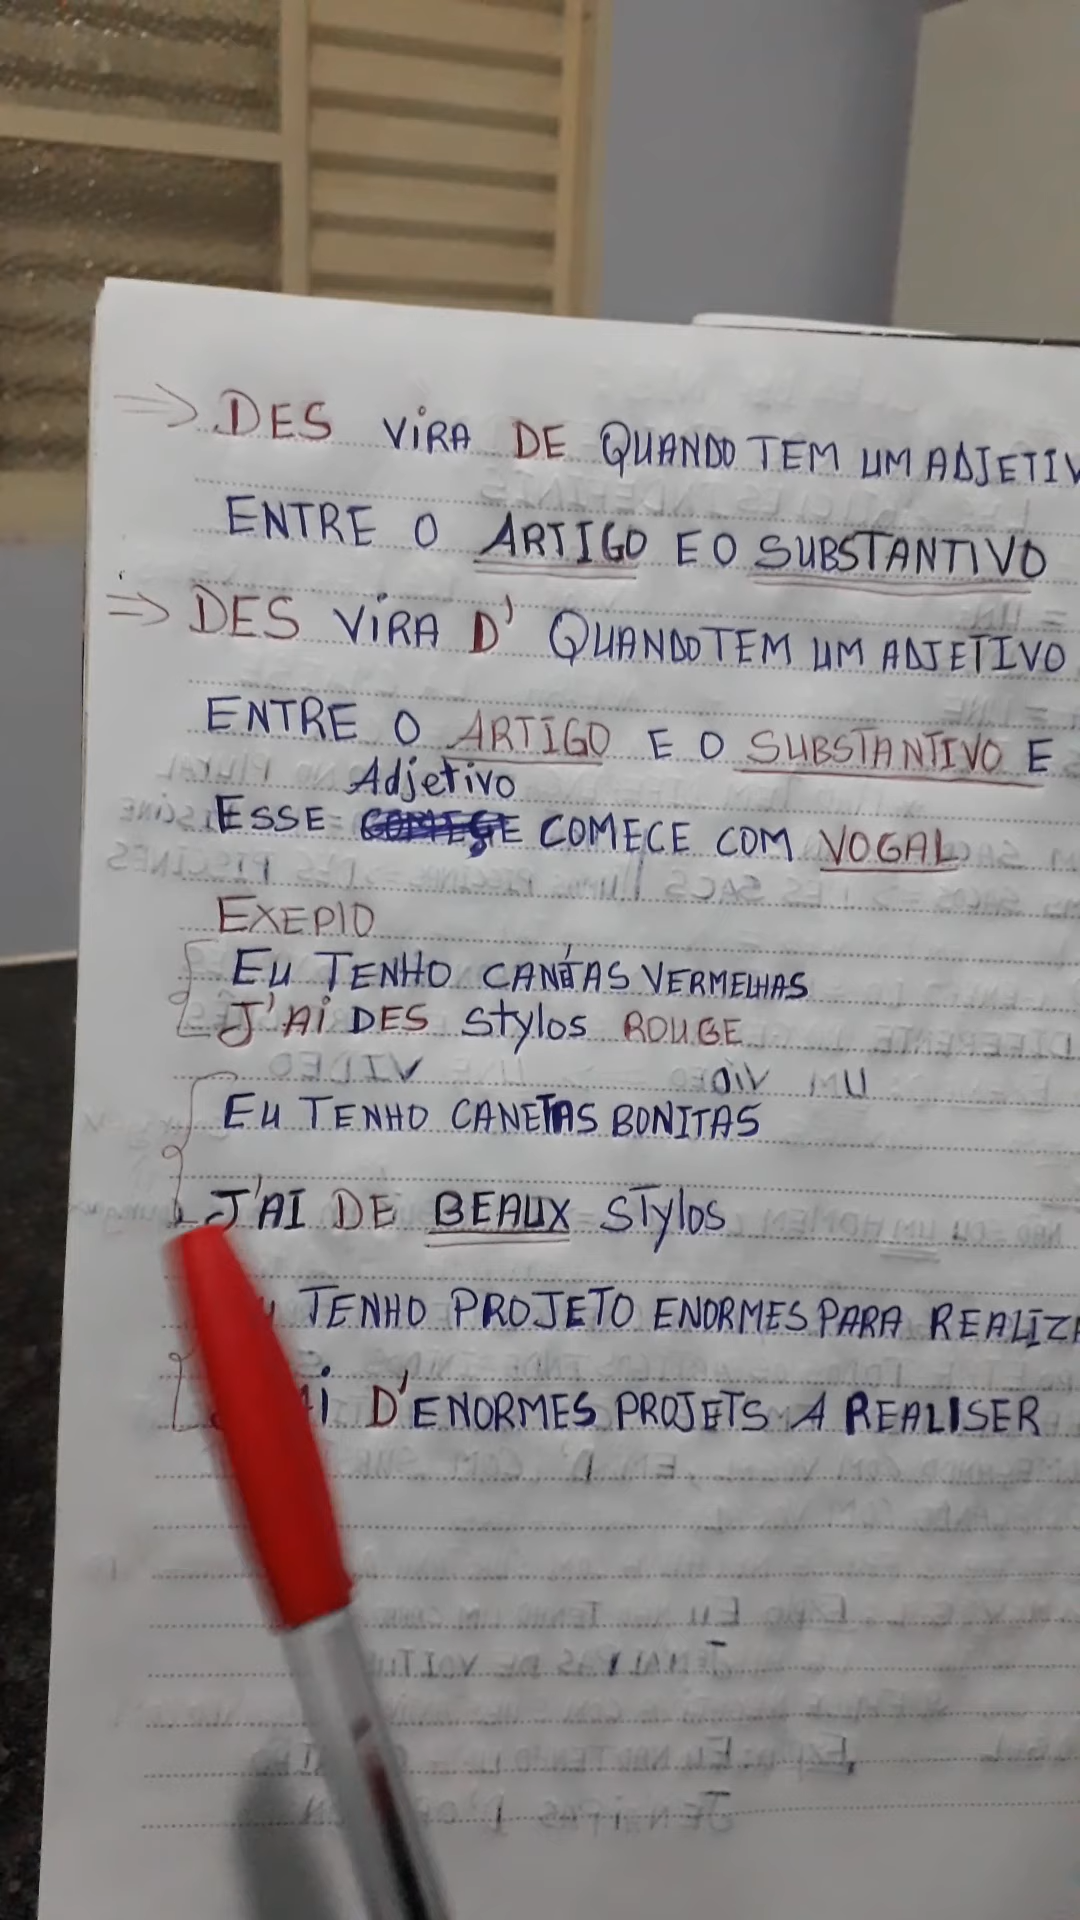 ⇒ DES VIRA DE QUANDO TEM UM ADJETIV
ENTRE O ARTIGO E O SUBSTANTIVO
⇒ DES VIRA D' QUANDO TEM UM ADJETIVO
ENTRE O ARTIGO E O SUBSTANTIVO E
Adjetivo
ESSE COMECE COM VOGAL
EXEPIO
EU TENHO CANÉTAS VERMELHAS
J'Ai DES Stylos ROUGE
EU TENHO CANETAS BONITAS
J'AI DE BEAUX STylos
TENHO PROJETO ENORMES PARA REALIZA
D'ENORMES PROJETS A REALISER